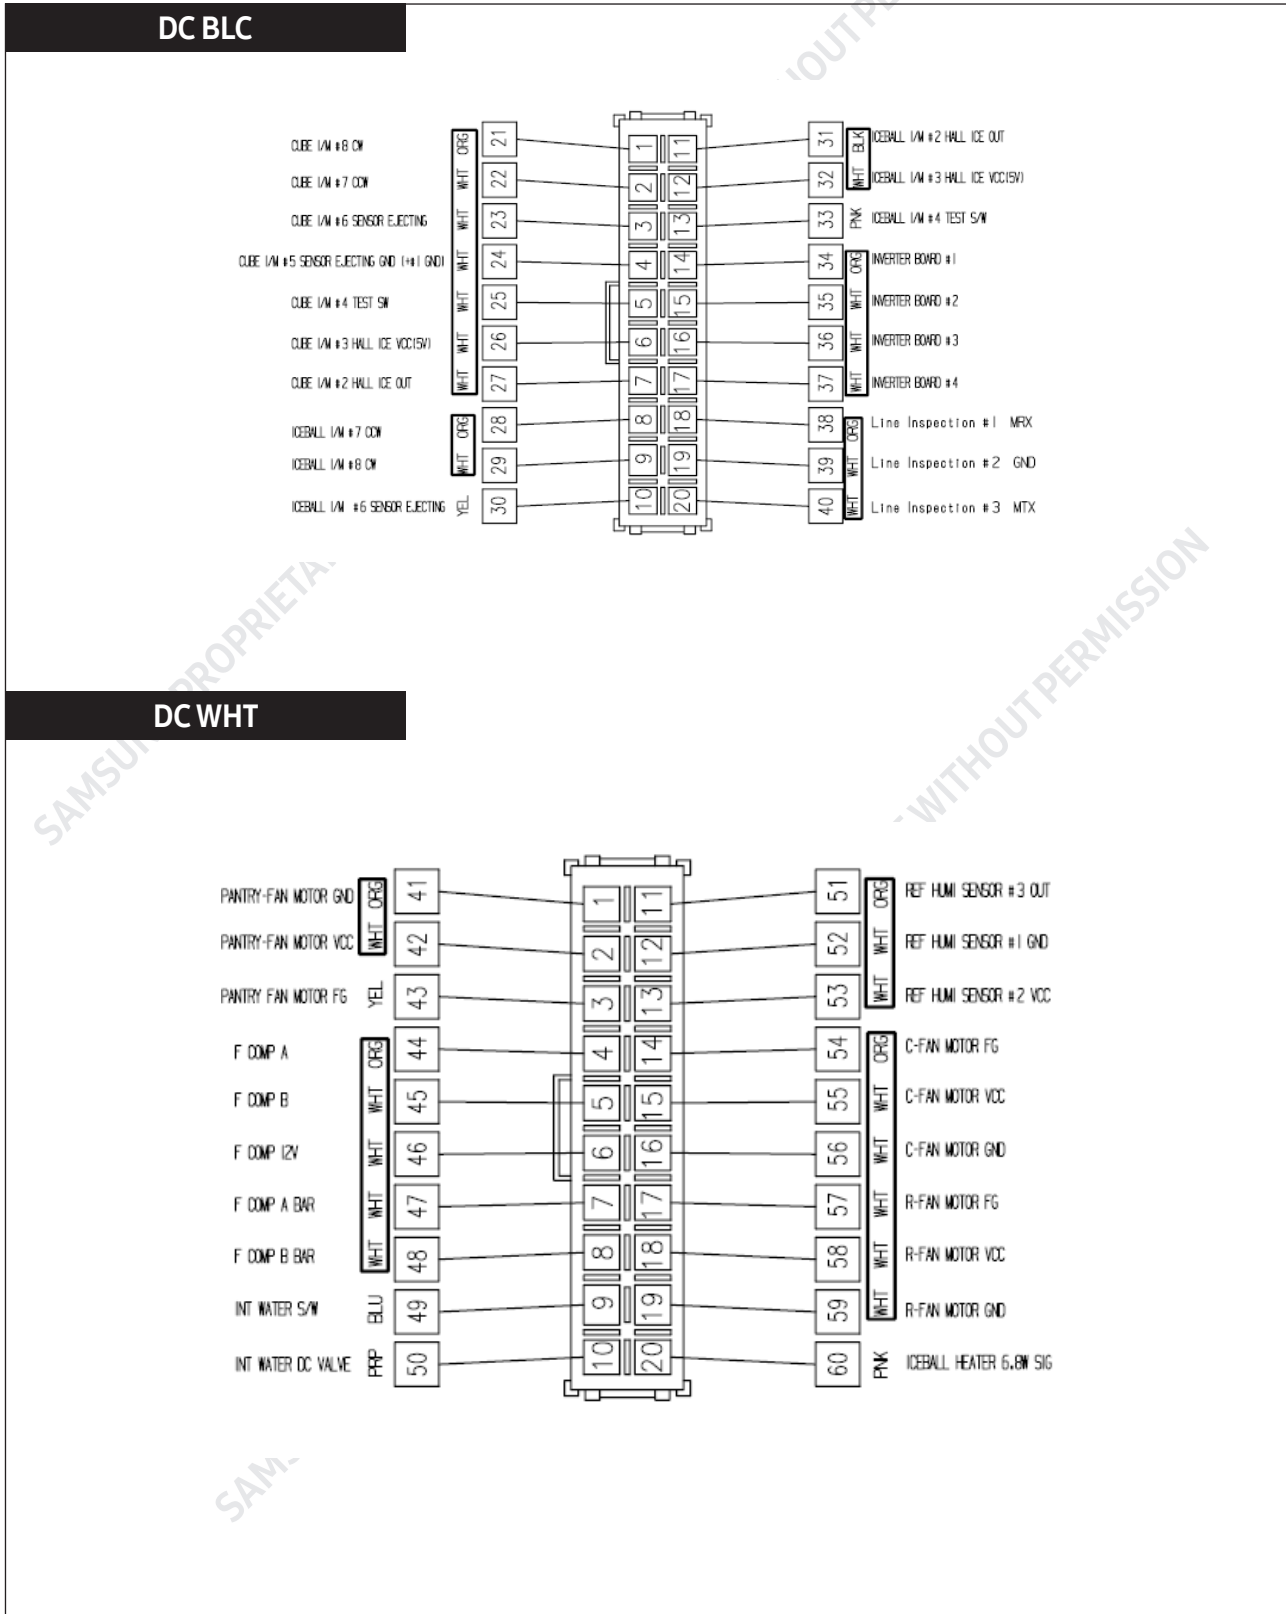 DC BLC
CUBE I/M #8 CW ORG 21 1 11 31 BLK ICEBALL I/M #2 HALL ICE OUT
CUBE I/M #7 CCW WHT 22 2 12 32 WHT ICEBALL I/M #3 HALL ICE VCC(5V)
CUBE I/M #6 SENSOR EJECTING WHT 23 3 13 33 PNK ICEBALL I/M #4 TEST S/W
CUBE I/M #5 SENSOR EJECTING GND (+#1 GND) WHT 24 4 14 34 ORG INVERTER BOARD #1
CUBE I/M #4 TEST SW WHT 25 5 15 35 WHT INVERTER BOARD #2
CUBE I/M #3 HALL ICE VCC(5V) WHT 26 6 16 36 WHT INVERTER BOARD #3
CUBE I/M #2 HALL ICE OUT WHT 27 7 17 37 WHT INVERTER BOARD #4
ICEBALL I/M #7 CCW ORG 28 8 18 38 ORG Line Inspection #1 MRX
ICEBALL I/M #8 CW WHT 29 9 19 39 WHT Line Inspection #2 GND
ICEBALL I/M #6 SENSOR EJECTING YEL 30 10 20 40 WHT Line Inspection #3 MTX
DC WHT
PANTRY-FAN MOTOR GND ORG 41 1 11 51 ORG REF HUMI SENSOR #3 OUT
PANTRY-FAN MOTOR VCC WHT 42 2 12 52 WHT REF HUMI SENSOR #1 GND
PANTRY FAN MOTOR FG YEL 43 3 13 53 WHT REF HUMI SENSOR #2 VCC
F COMP A ORG 44 4 14 54 ORG C-FAN MOTOR FG
F COMP B WHT 45 5 15 55 WHT C-FAN MOTOR VCC
F COMP 12V WHT 46 6 16 56 WHT C-FAN MOTOR GND
F COMP A BAR WHT 47 7 17 57 WHT R-FAN MOTOR FG
F COMP B BAR WHT 48 8 18 58 WHT R-FAN MOTOR VCC
INT WATER S/W BLU 49 9 19 59 WHT R-FAN MOTOR GND
INT WATER DC VALVE PRP 50 10 20 60 PNK ICEBALL HEATER 6.8W SIG
WITHOUT PERMISSION